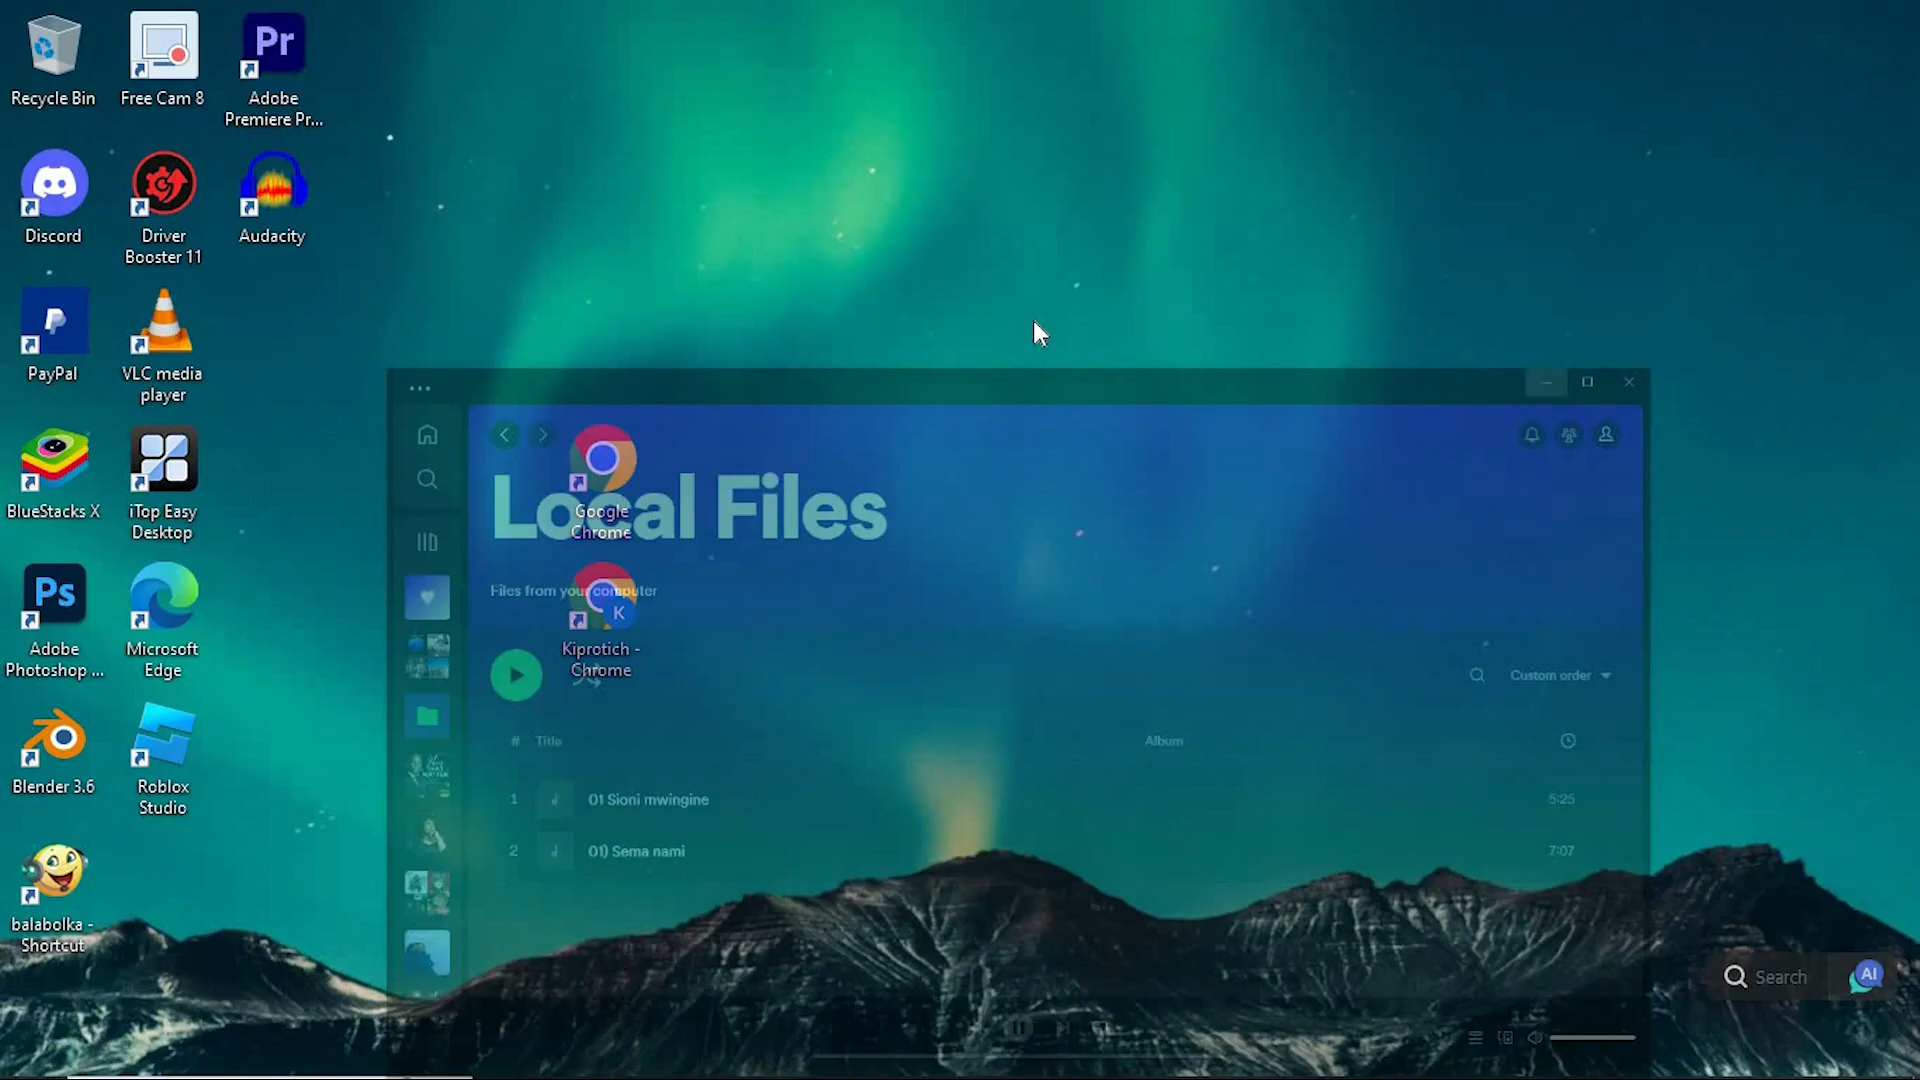 Recycle Bin
Free Cam 8
Pr
Adobe
Premiere Pr...
Discord
Driver
Booster 11
Audacity
PayPal
VLC media
player
BlueStacks X
iTop Easy
Desktop
Ps
Adobe
Photoshop ...
Microsoft
Edge
Blender 3.6
Roblox
Studio
balabolka -
Shortcut
Google
Chrome
K
Kiprotich -
Chrome
Local Files
Files from your computer
Custom order
# Title Album
1 01 Sioni mwingine 5:25
2 01) Sema nami 7:07
Search
AI